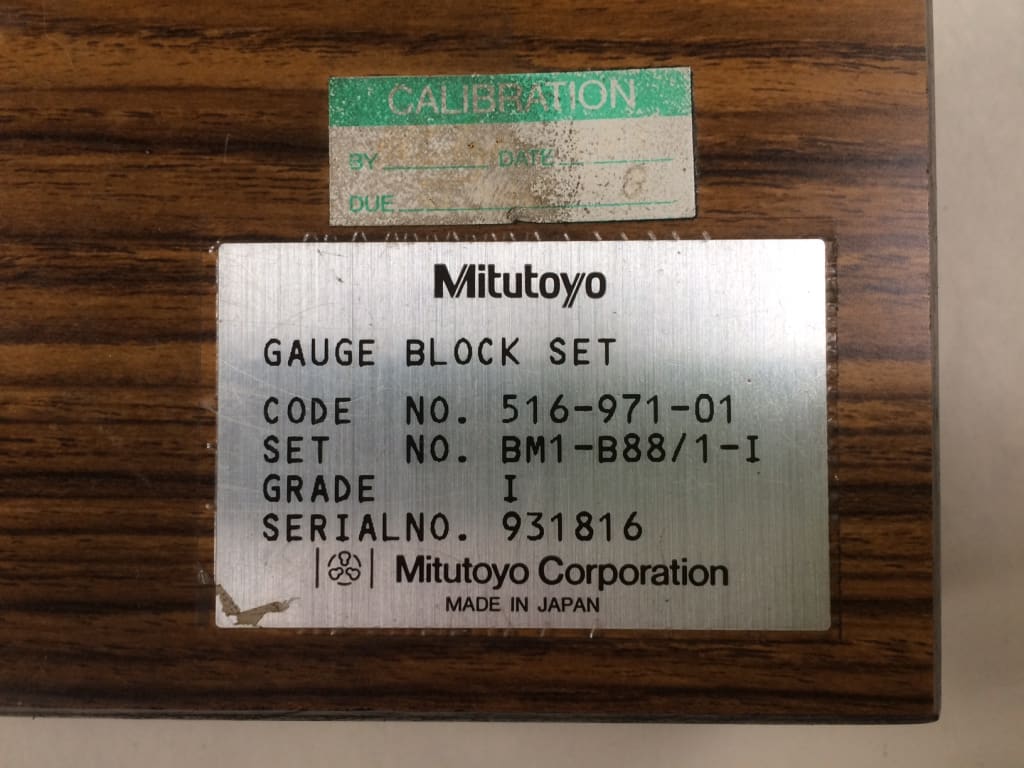 CALIBRATION
BY DATE
DUE G
Mitutoyo
GAUGE BLOCK SET
CODE NO. 516-971-01
SET NO. BM1-B88/1-I
GRADE I
SERIALNO. 931816
Mitutoyo Corporation
MADE IN JAPAN